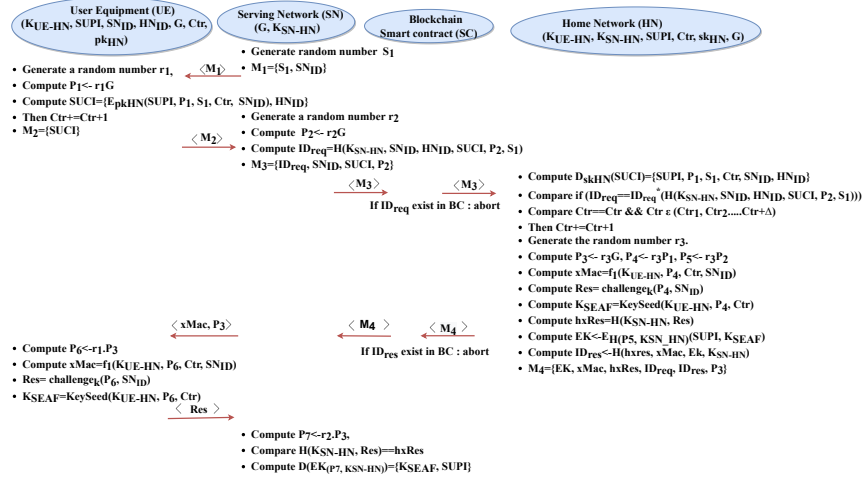 User Equipment (UE)
(KUE-HN, SUPI, SNID, HNID, G, Ctr,
pkHN)
Serving Network (SN)
(G, KSN-HN)
Blockchain
Smart contract (SC)
Home Network (HN)
(KUE-HN, KSN-HN, SUPI, Ctr, skHN, G)
• Generate random number S1
• M1={S1, SNID}
〈M1〉
• Generate a random number r1,
• Compute P1<- r1G
• Compute SUCI={EpkHN(SUPI, P1, S1, Ctr, SNID), HNID}
• Then Ctr+=Ctr+1
• M2={SUCI}
〈 M2 〉
• Generate a random number r2
• Compute P2<- r2G
• Compute IDreq=H(KSN-HN, SNID, HNID, SUCI, P2, S1)
• M3={IDreq, SNID, SUCI, P2}
〈 M3 〉
〈 M3 〉
If IDreq exist in BC : abort
• Compute DskHN(SUCI)={SUPI, P1, S1, Ctr, SNID, HNID}
• Compare if (IDreq==IDreq*(H(KSN-HN, SNID, HNID, SUCI, P2, S1)))
• Compare Ctr==Ctr && Ctr ε (Ctr1, Ctr2.....Ctr+Δ)
• Then Ctr+=Ctr+1
• Generate the random number r3.
• Compute P3<- r3G, P4<- r3P1, P5<- r3P2
• Compute xMac=f1(KUE-HN, P4, Ctr, SNID)
• Compute Res= challengek(P4, SNID)
• Compute KSEAF=KeySeed(KUE-HN, P4, Ctr)
• Compute hxRes=H(KSN-HN, Res)
• Compute EK<-EH(P5, KSN_HN)(SUPI, KSEAF)
• Compute IDres<-H(hxres, xMac, Ek, KSN-HN)
• M4={EK, xMac, hxRes, IDreq, IDres, P3}
〈 M4 〉
〈 M4 〉
If IDres exist in BC : abort
〈 xMac, P3 〉
• Compute P6<-r1.P3
• Compute xMac=f1(KUE-HN, P6, Ctr, SNID)
• Res= challengek(P6, SNID)
• KSEAF=KeySeed(KUE-HN, P6, Ctr)
〈 Res 〉
• Compute P7<-r2.P3,
• Compare H(KSN-HN, Res)==hxRes
• Compute D(EK(P7, KSN-HN)={KSEAF, SUPI}